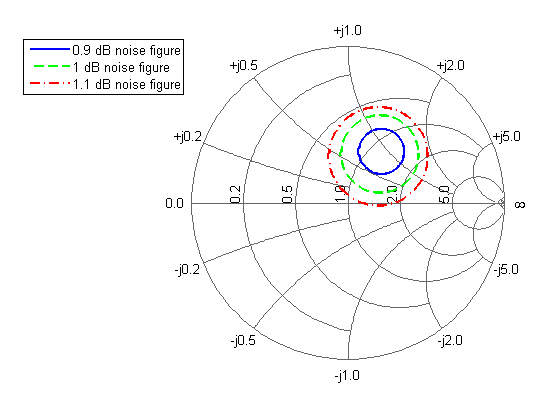 0.9 dB noise figure
1 dB noise figure
1.1 dB noise figure
+j1.0
+j0.5
+j2.0
+j0.2
+j5.0
0.0
0.2
0.5
1.0
2.0
5.0
∞
-j0.2
-j5.0
-j0.5
-j2.0
-j1.0